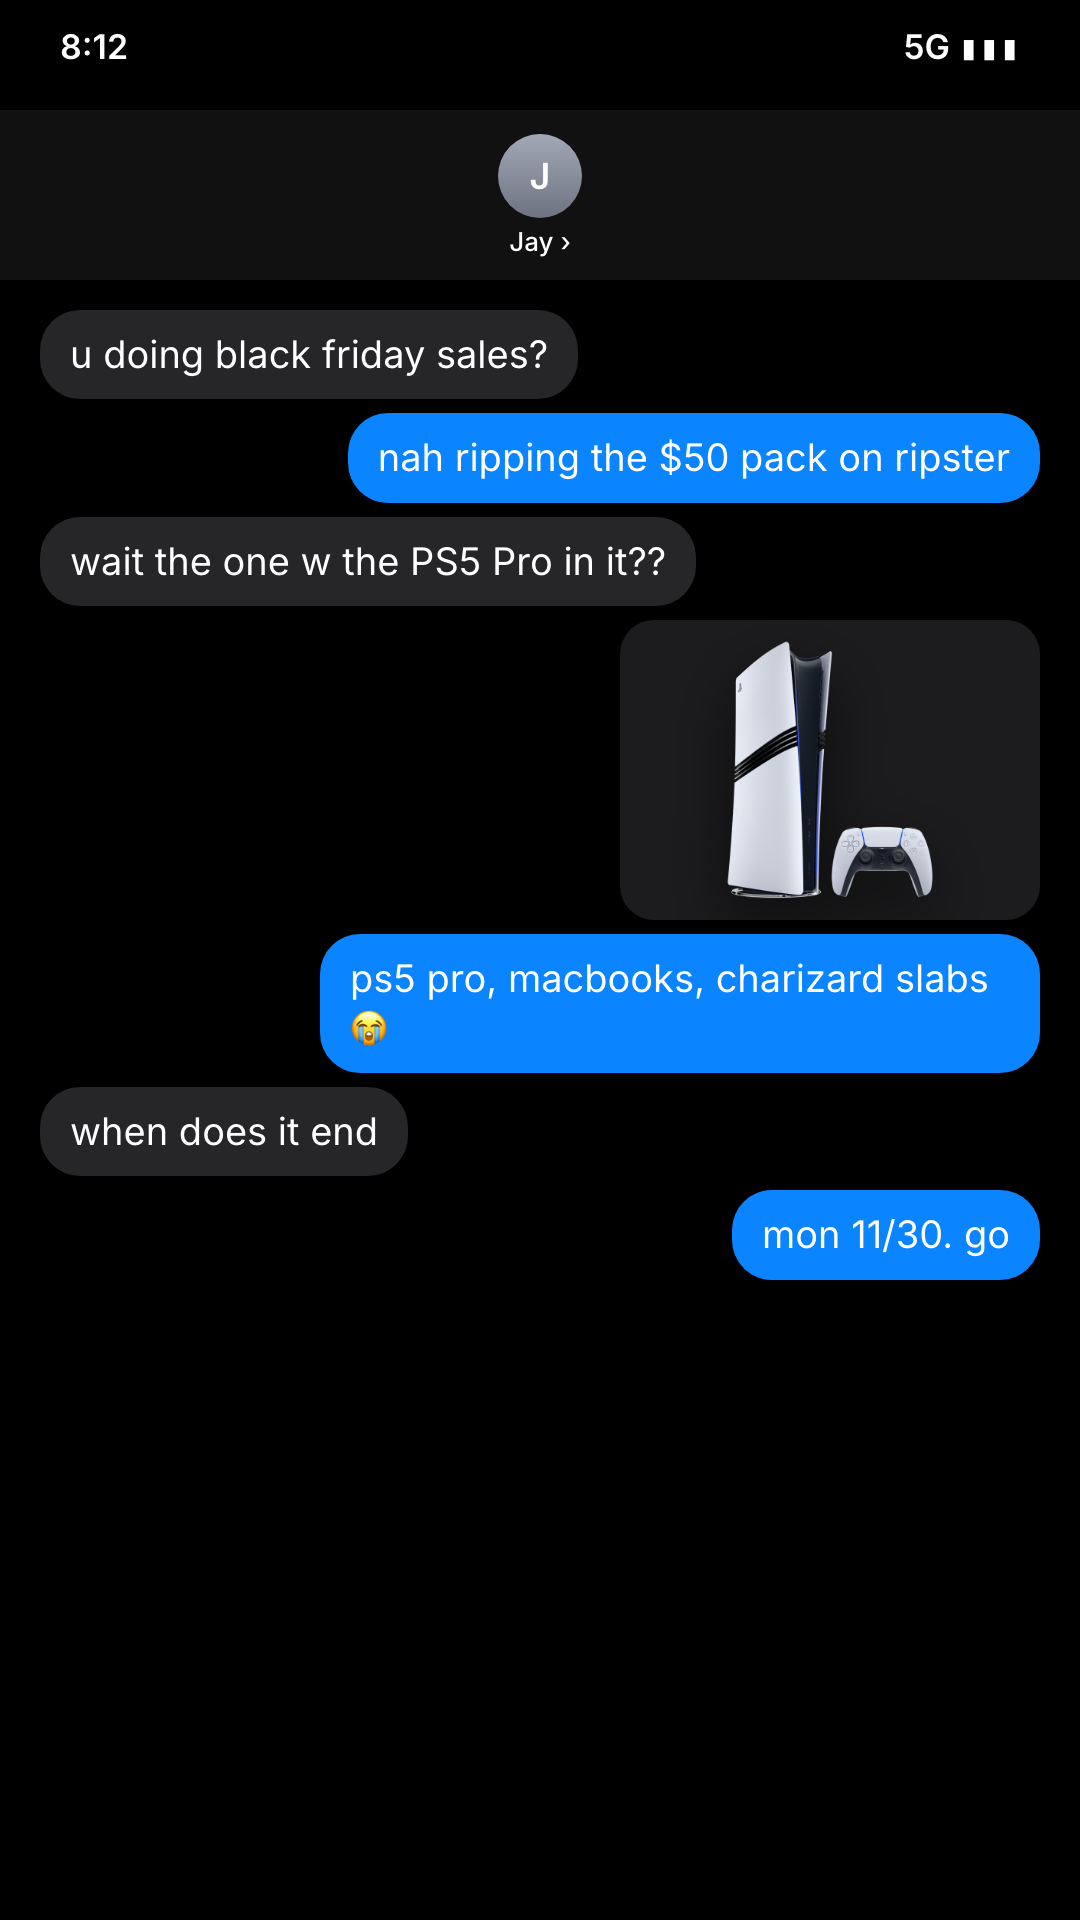 8:12
5G
J
Jay ›
u doing black friday sales?
nah ripping the $50 pack on ripster
wait the one w the PS5 Pro in it??
ps5 pro, macbooks, charizard slabs
😭
when does it end
mon 11/30. go